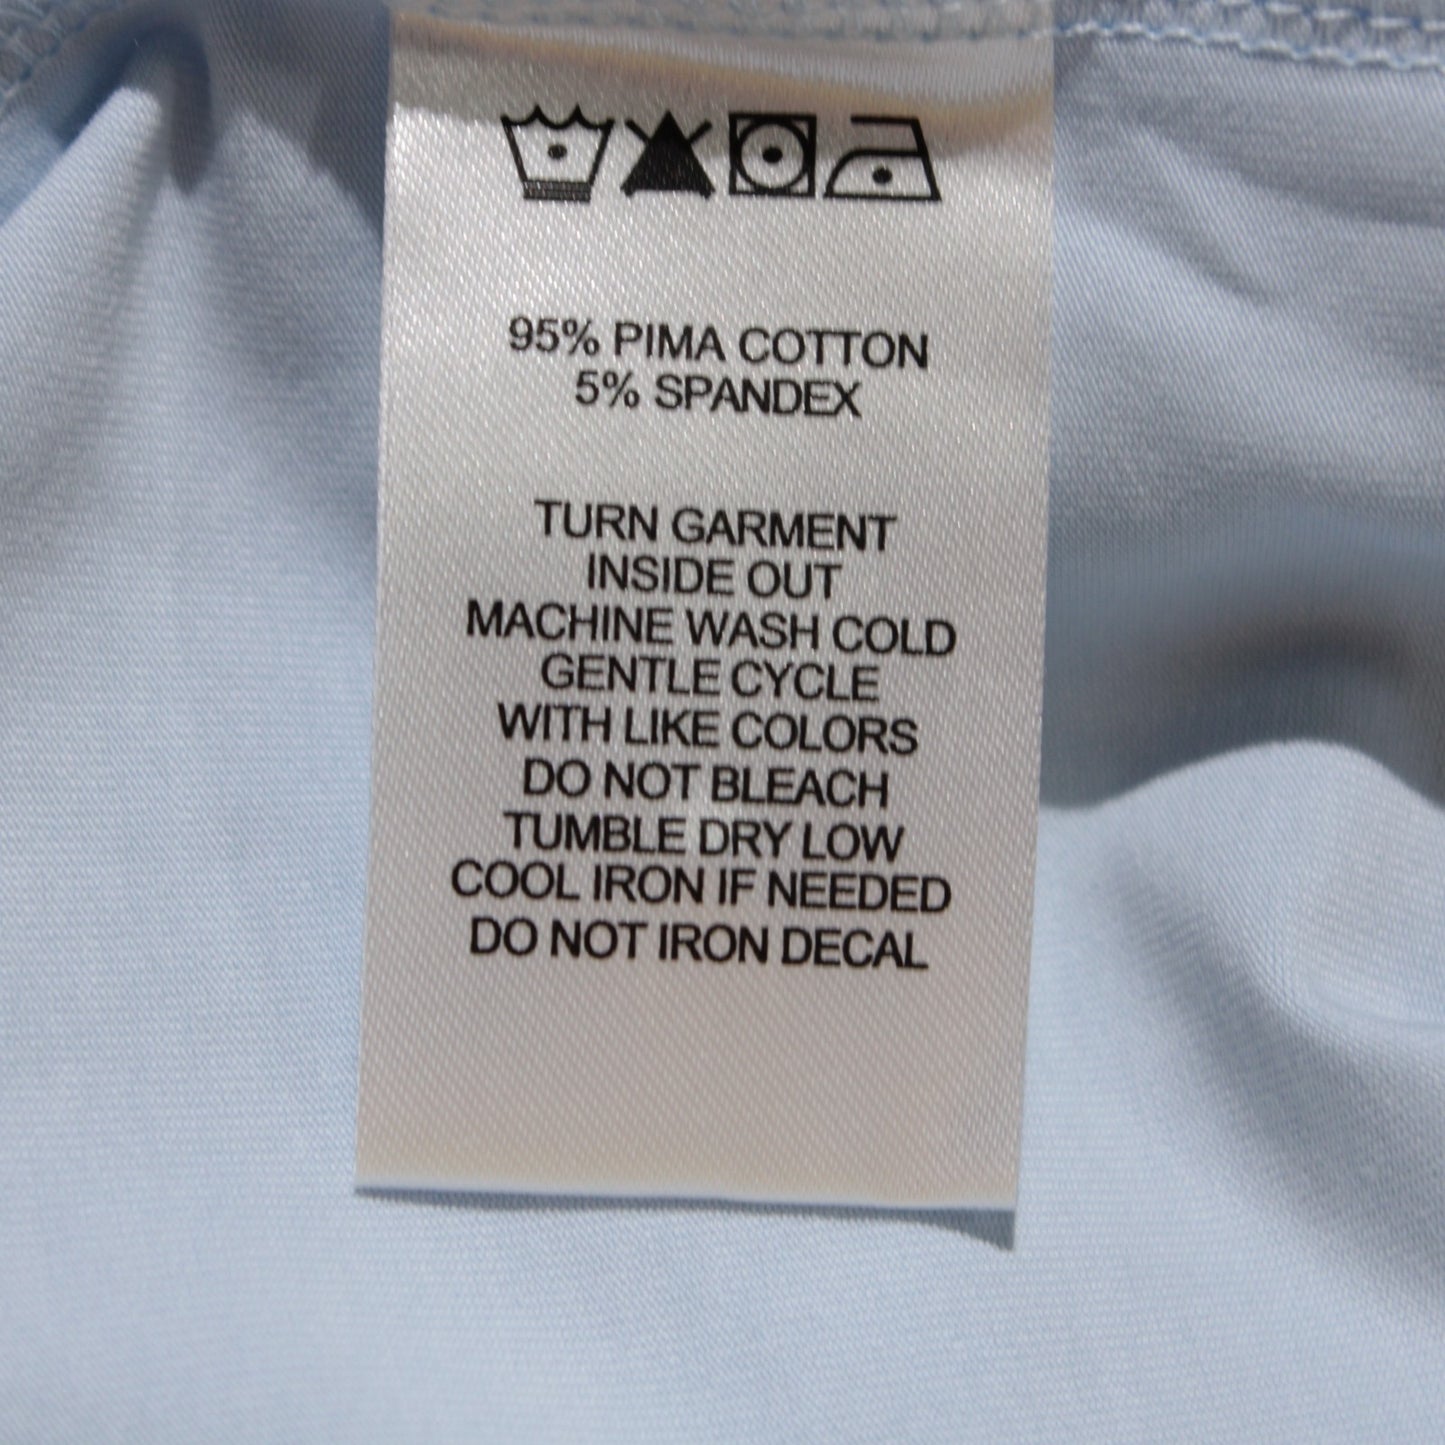 95% PIMA COTTON
5% SPANDEX
TURN GARMENT
INSIDE OUT
MACHINE WASH COLD
GENTLE CYCLE
WITH LIKE COLORS
DO NOT BLEACH
TUMBLE DRY LOW
COOL IRON IF NEEDED
DO NOT IRON DECAL